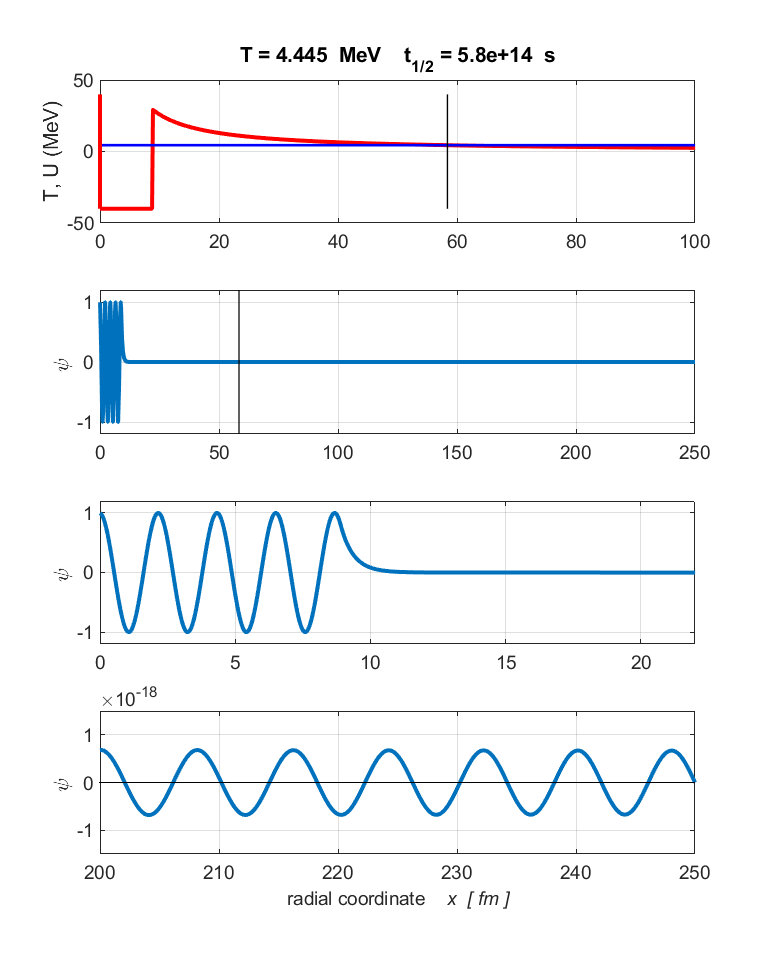 T = 4.445 MeV t1/2 = 5.8e+14 s
T, U (MeV)
50
0
-50
0 20 40 60 80 100
ψ
1
0
-1
0 50 100 150 200 250
ψ
1
0
-1
0 5 10 15 20
×10-18
ψ
1
0
-1
200 210 220 230 240 250
radial coordinate x [ fm ]